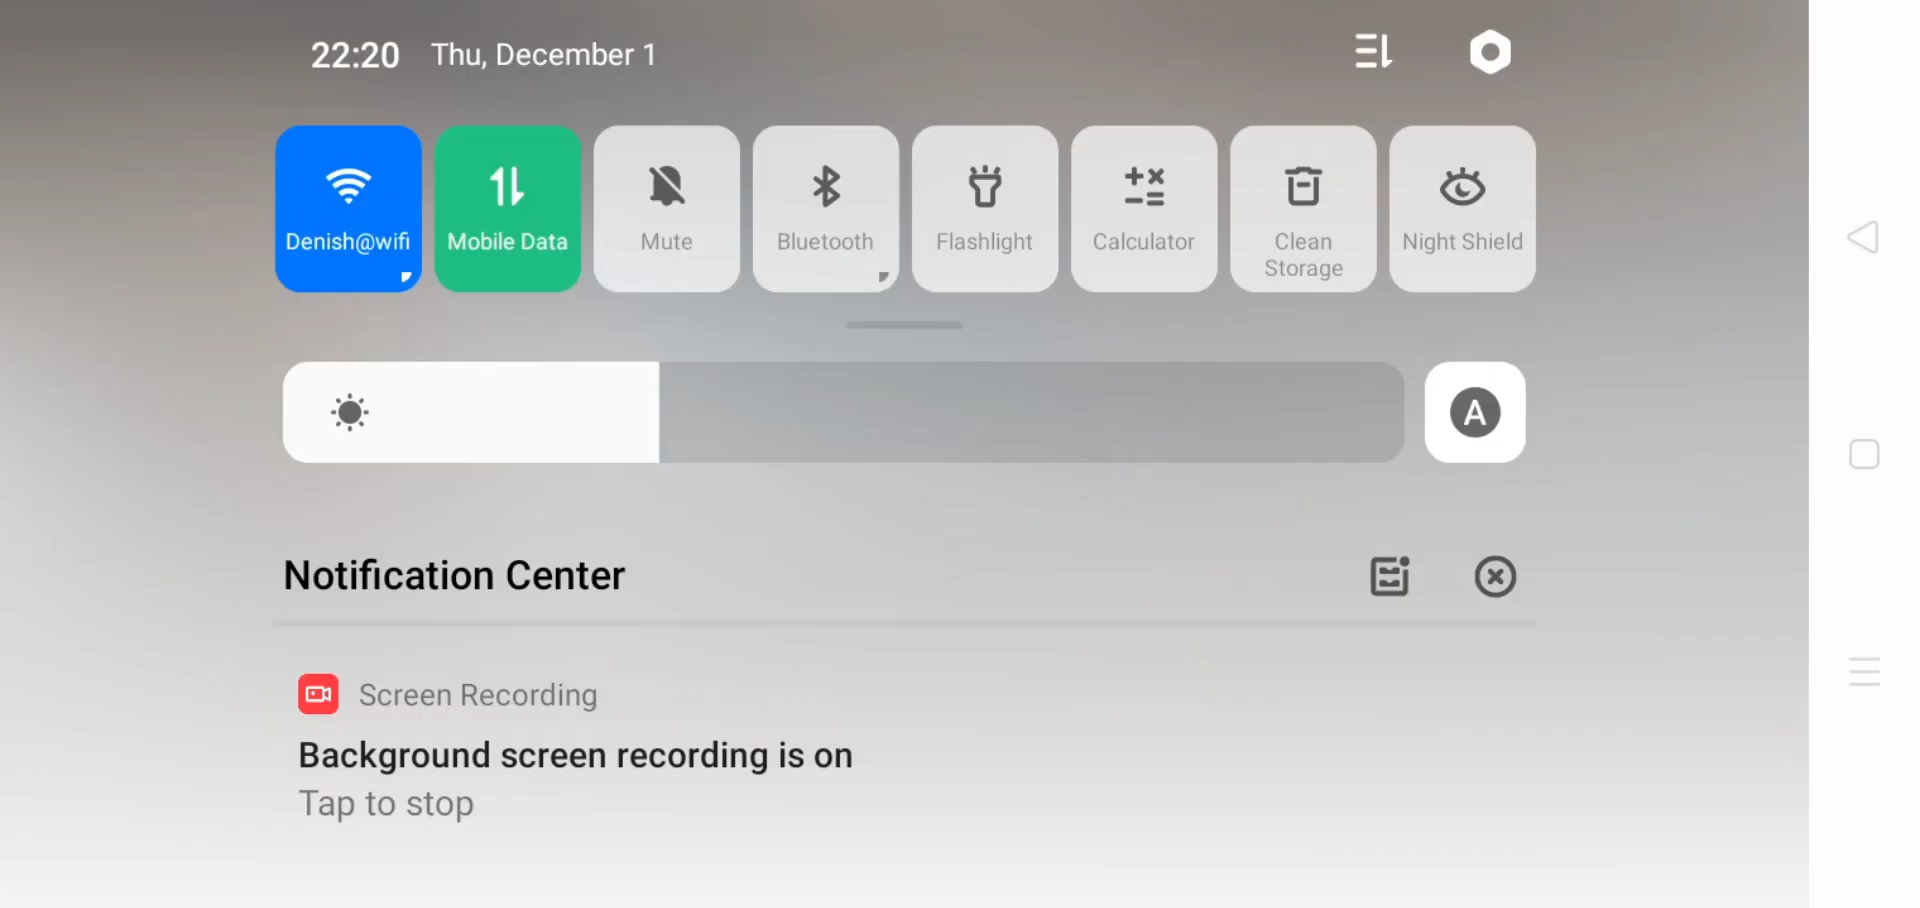 22:20 Thu, December 1
Denish@wifi Mobile Data Mute Bluetooth Flashlight Calculator Clean Storage Night Shield
A
Notification Center
Screen Recording
Background screen recording is on
Tap to stop